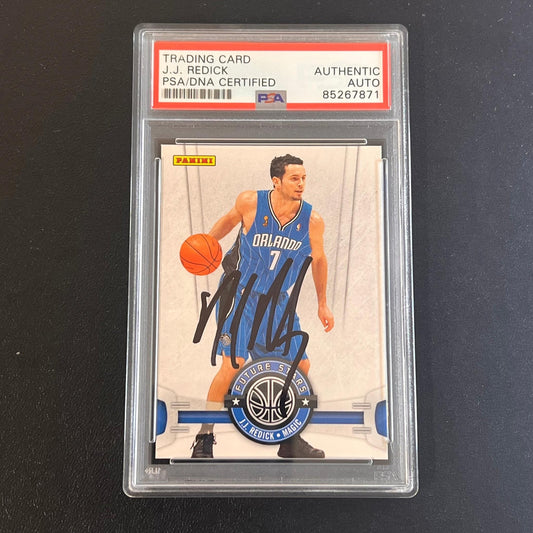 TRADING CARD
J.J. REDICK
PSA/DNA CERTIFIED
AUTHENTIC
AUTO
85267871
PSA
PANINI
ORLANDO
7
FUTURE STARS
J.J. REDICK • MAGIC